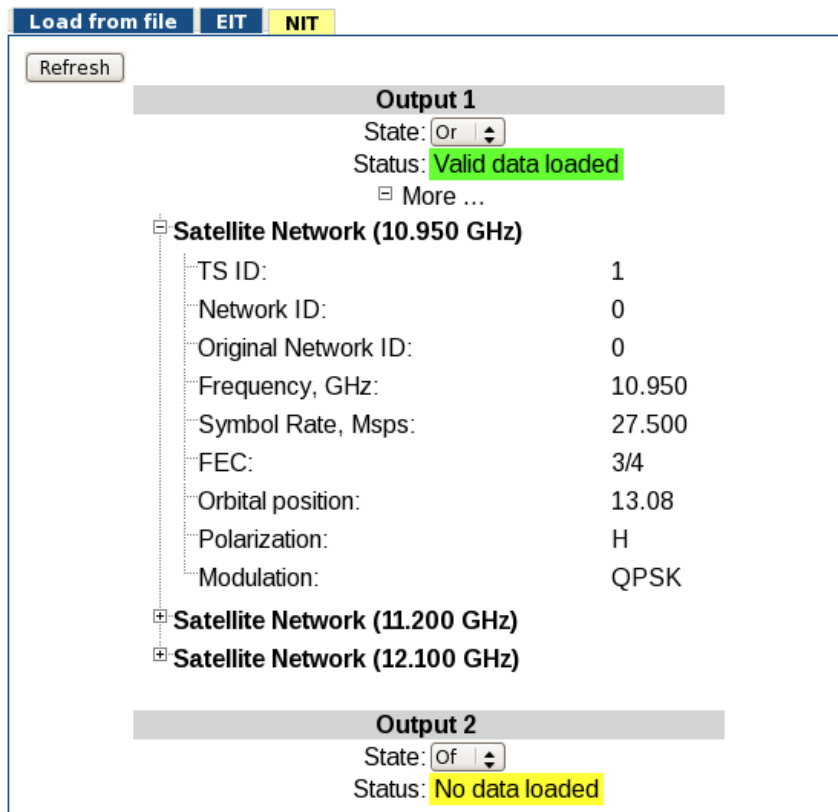 Load from file EIT NIT
Refresh
Output 1
State: Or
Status: Valid data loaded
More ...
Satellite Network (10.950 GHz)
TS ID: 1
Network ID: 0
Original Network ID: 0
Frequency, GHz: 10.950
Symbol Rate, Msps: 27.500
FEC: 3/4
Orbital position: 13.08
Polarization: H
Modulation: QPSK
Satellite Network (11.200 GHz)
Satellite Network (12.100 GHz)
Output 2
State: Of
Status: No data loaded